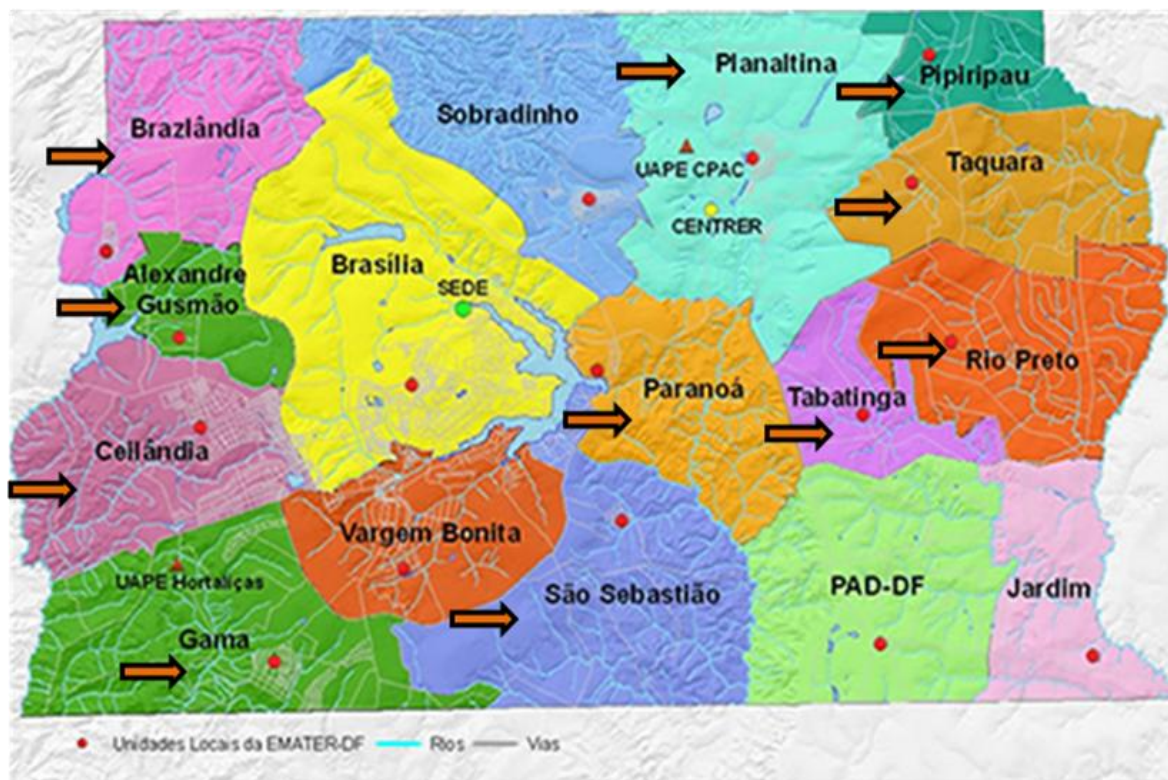 Planaltina
Pipiripau
Sobradinho
Brazlândia
UAPE CPAC
Taquara
CENTRER
Brasília
Alexandre
Gusmão
SEDE
Rio Preto
Paranoá
Tabatinga
Ceilândia
Vargem Bonita
UAPE Hortaliças
São Sebastião
PAD-DF
Jardim
Gama
Unidades Locais da EMATER-DF
Rios
Vias